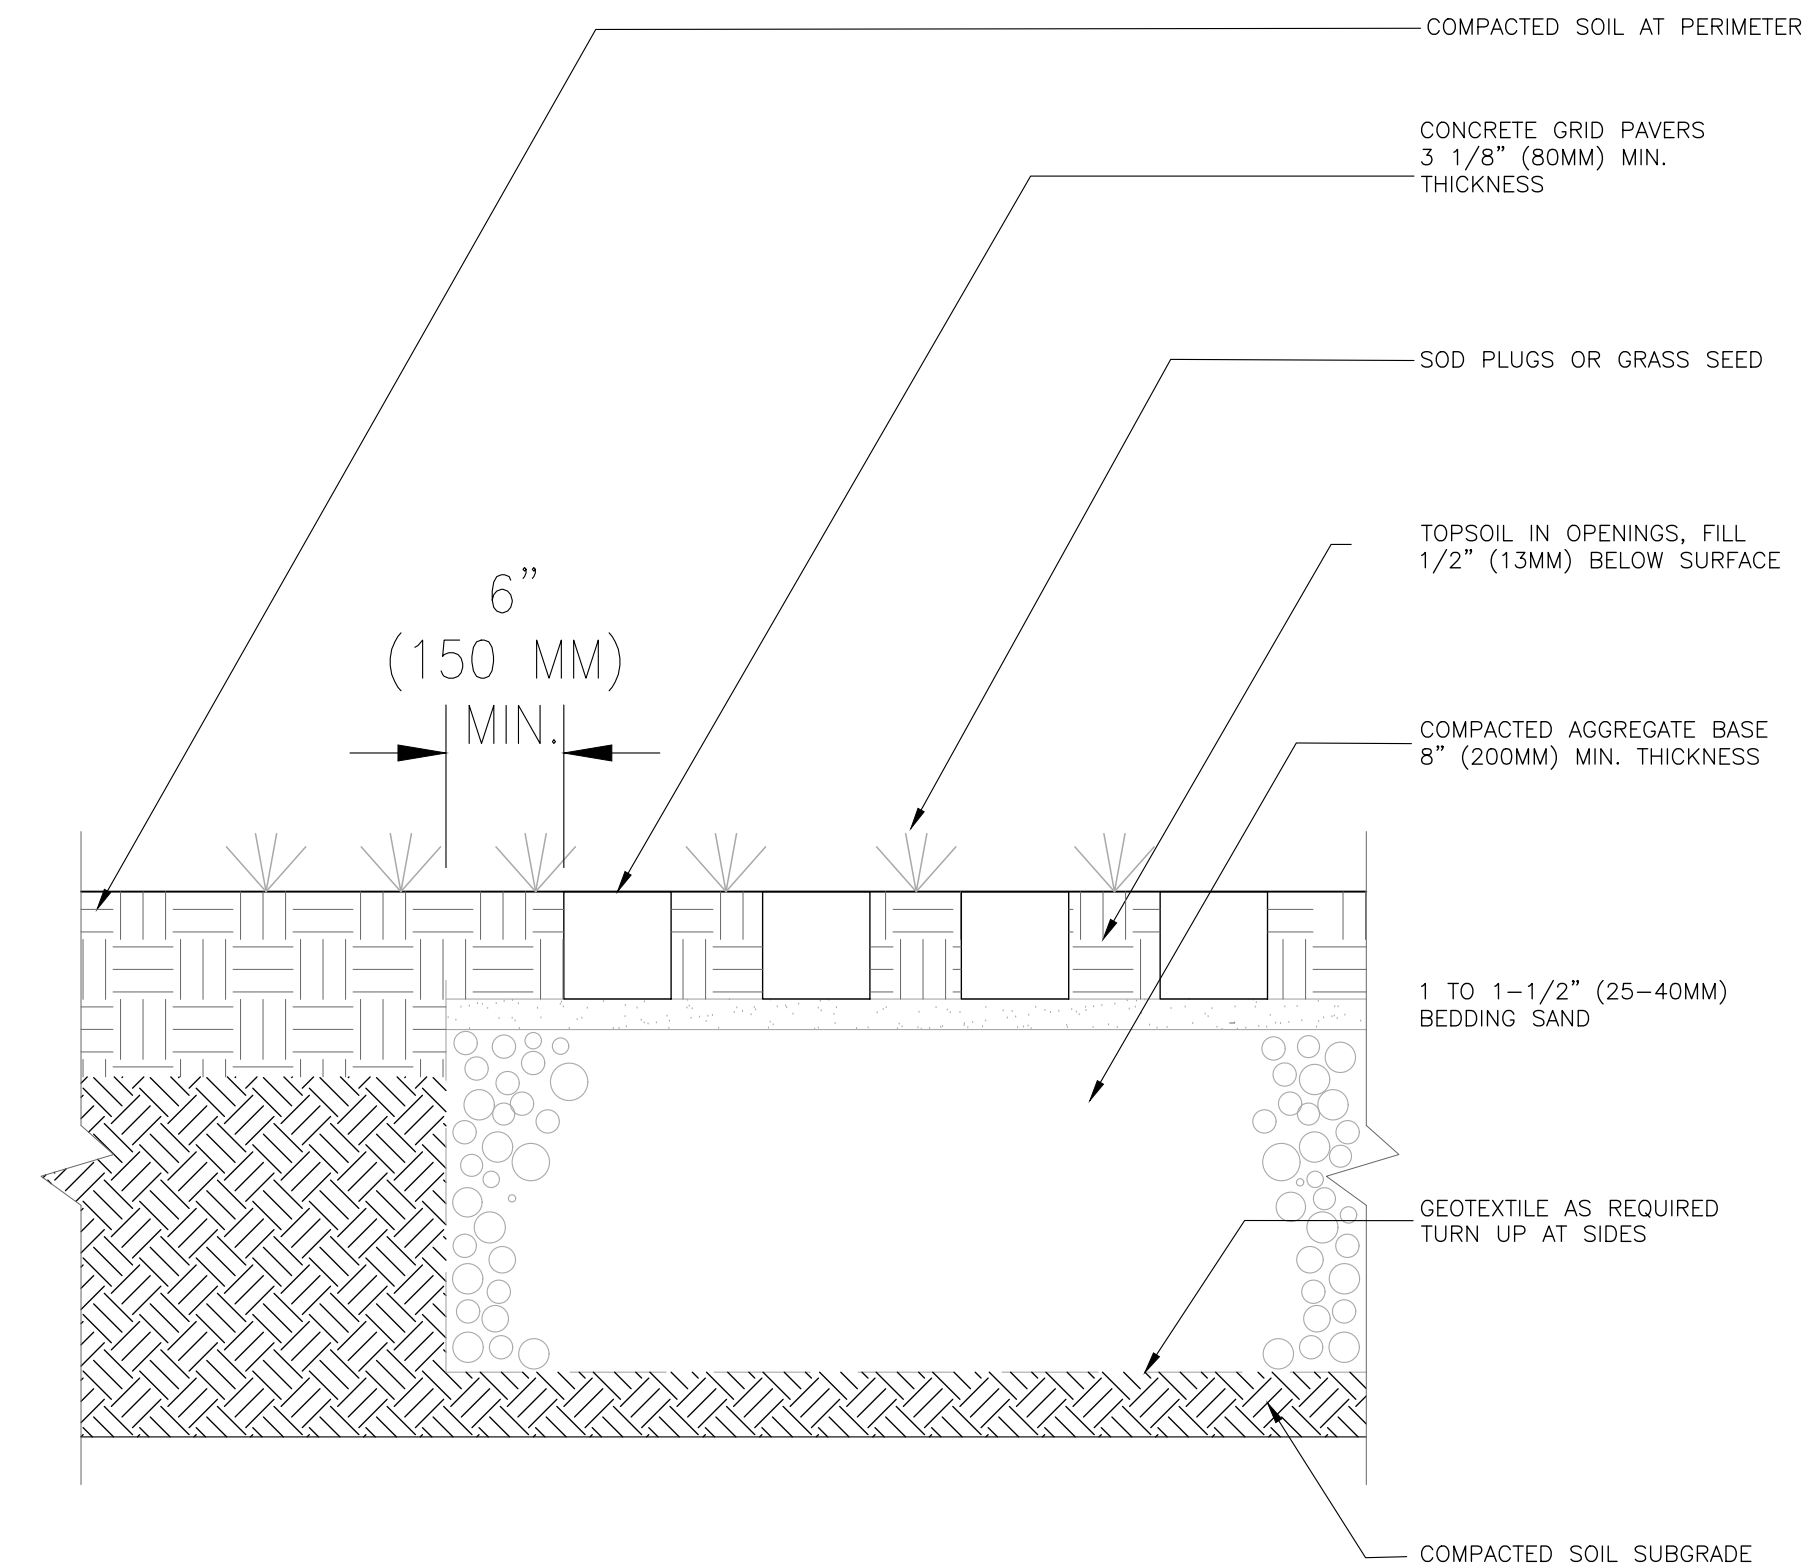 COMPACTED SOIL AT PERIMETER
CONCRETE GRID PAVERS
3 1/8” (80MM) MIN.
THICKNESS
SOD PLUGS OR GRASS SEED
TOPSOIL IN OPENINGS, FILL
1/2” (13MM) BELOW SURFACE
6”
(150 MM)
MIN.
COMPACTED AGGREGATE BASE
8” (200MM) MIN. THICKNESS
1 TO 1-1/2” (25-40MM)
BEDDING SAND
GEOTEXTILE AS REQUIRED
TURN UP AT SIDES
COMPACTED SOIL SUBGRADE